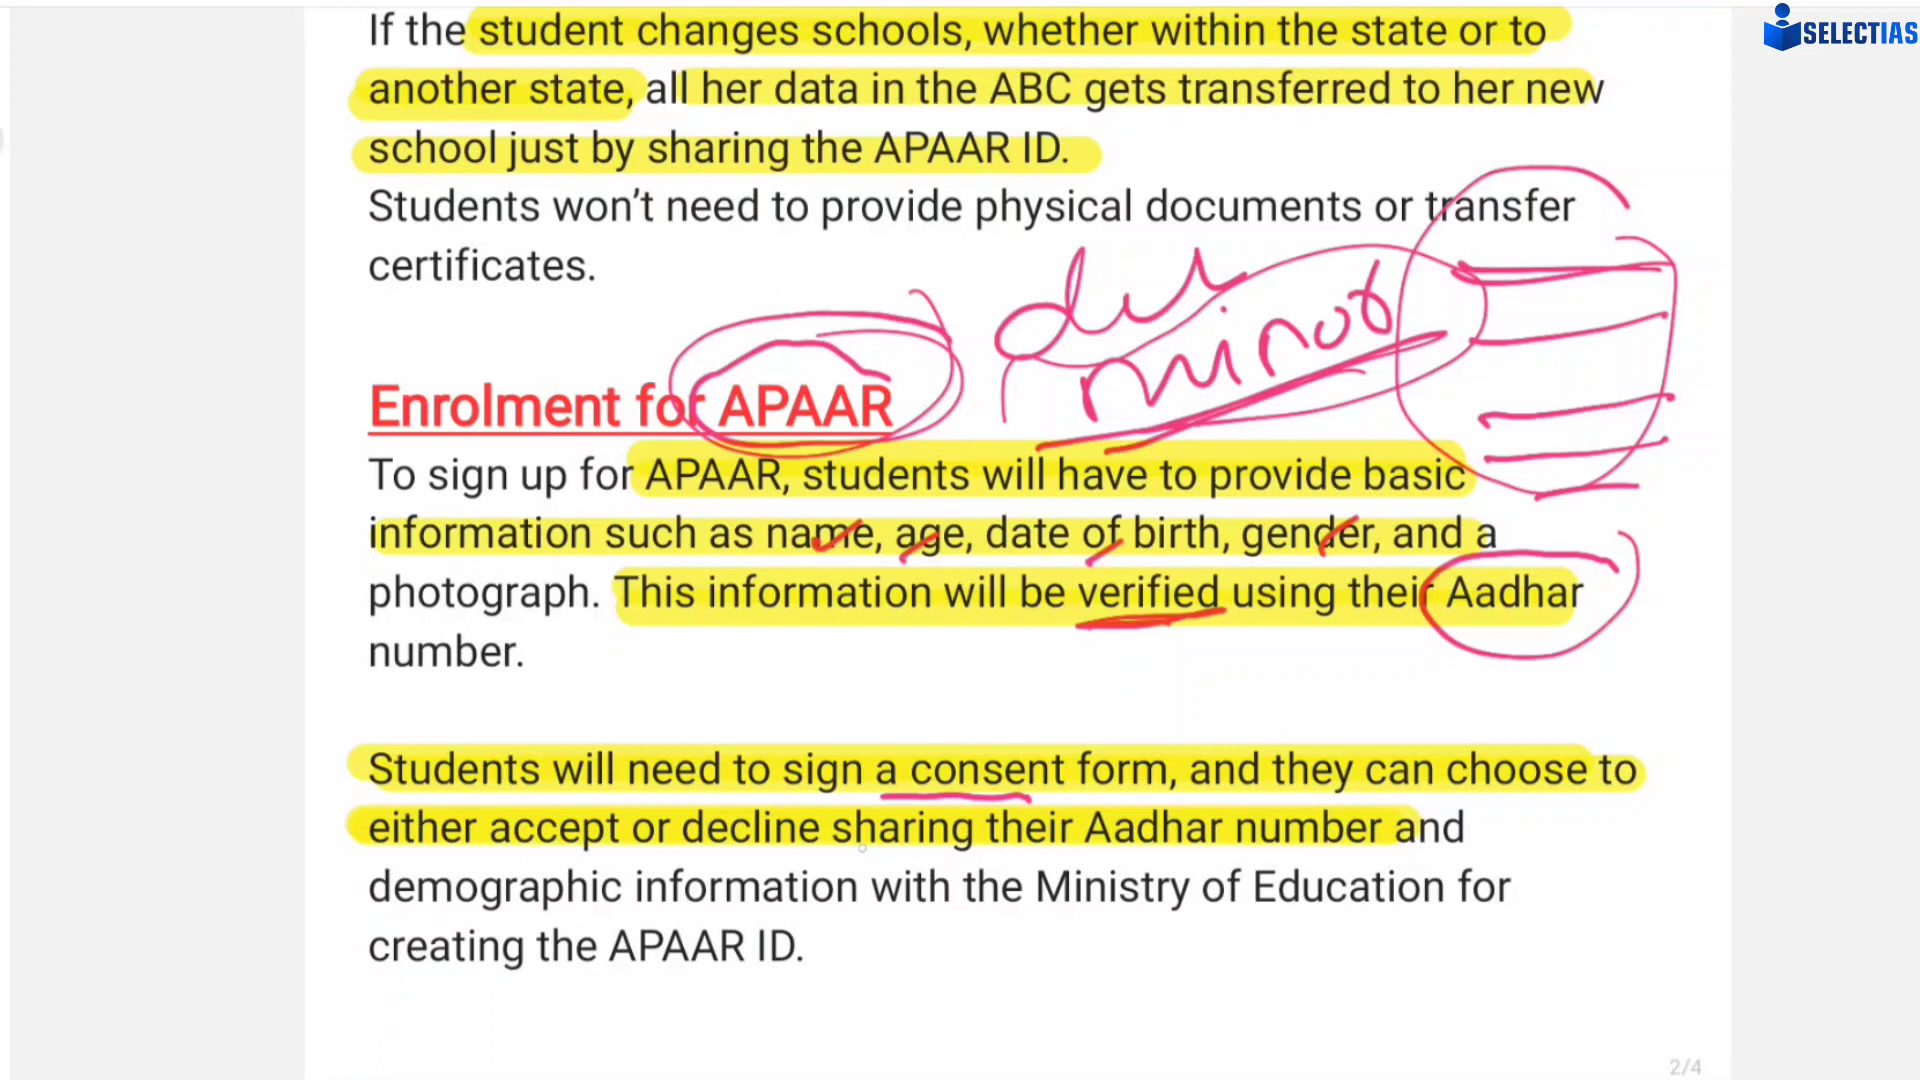 If the student changes schools, whether within the state or to
another state, all her data in the ABC gets transferred to her new
school just by sharing the APAAR ID.
Students won't need to provide physical documents or transfer
certificates.
minor
Enrolment for APAAR
To sign up for APAAR, students will have to provide basic
information such as name, age, date of birth, gender, and a
photograph. This information will be verified using their Aadhar
number.
Students will need to sign a consent form, and they can choose to
either accept or decline sharing their Aadhar number and
demographic information with the Ministry of Education for
creating the APAAR ID.
2/4
SELECTIAS